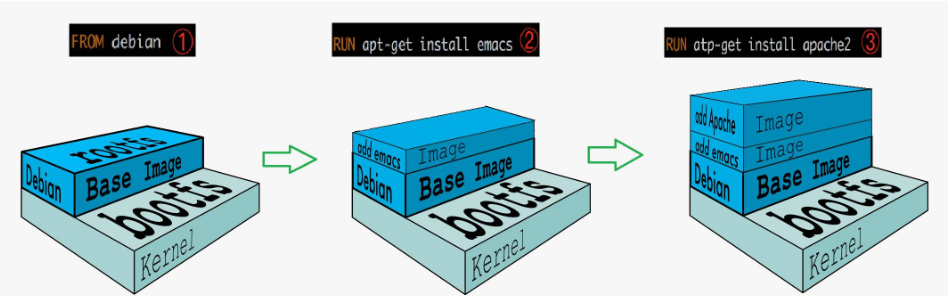 FROM debian ①
RUN apt-get install emacs ②
RUN atp-get install apache2 ③
rootfs
Debian Base Image
bootfs
Kernel
add emacs Image
Debian Base Image
bootfs
Kernel
add Apache Image
add emacs Image
Debian Base Image
bootfs
Kernel